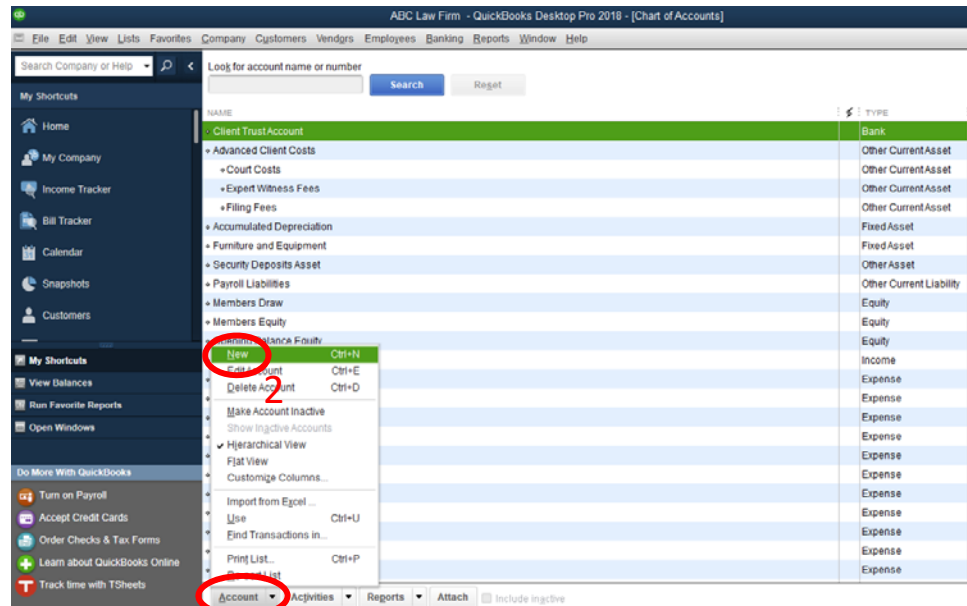 ABC Law Firm - QuickBooks Desktop Pro 2018 - [Chart of Accounts]
File Edit View Lists Favorites Company Customers Vendors Employees Banking Reports Window Help
Search Company or Help
My Shortcuts
Home
My Company
Income Tracker
Bill Tracker
Calendar
Snapshots
Customers
My Shortcuts
View Balances
Run Favorite Reports
Open Windows
Do More With QuickBooks
Turn on Payroll
Accept Credit Cards
Order Checks & Tax Forms
Learn about QuickBooks Online
Track time with TSheets
Look for account name or number
Search Reset
NAME TYPE
Client Trust Account Bank
Advanced Client Costs Other Current Asset
Court Costs Other Current Asset
Expert Witness Fees Other Current Asset
Filing Fees Other Current Asset
Accumulated Depreciation Fixed Asset
Furniture and Equipment Fixed Asset
Security Deposits Asset Other Asset
Payroll Liabilities Other Current Liability
Members Draw Equity
Members Equity Equity
Opening Balance Equity Equity
Income
Expense
Expense
Expense
Expense
Expense
Expense
Expense
Expense
Expense
Expense
Expense
New Ctrl+N
Edit Account Ctrl+E
2
Delete Account Ctrl+D
Make Account Inactive
Show Inactive Accounts
Hierarchical View
Flat View
Customize Columns...
Import from Excel ...
Use Ctrl+U
Find Transactions in...
Print List... Ctrl+P
List
Account Activities Reports Attach Include inactive